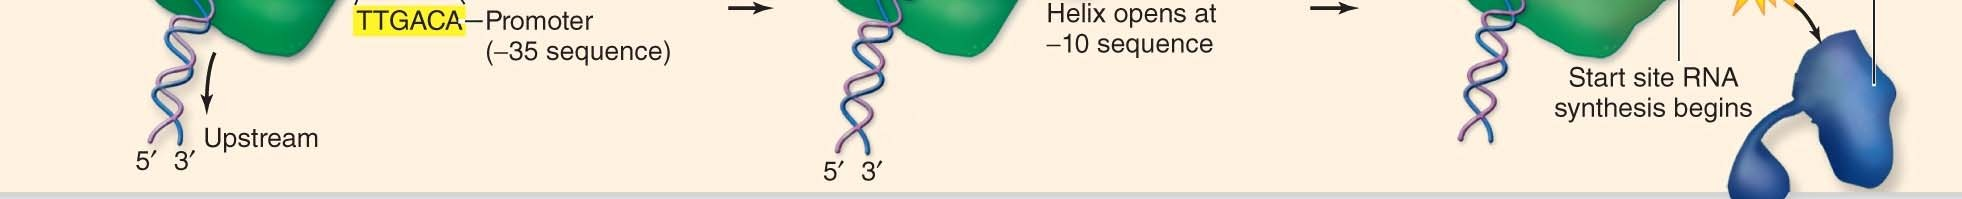 TTGACA–Promoter
(–35 sequence)
Upstream
5′ 3′
Helix opens at
–10 sequence
5′ 3′
Start site RNA
synthesis begins